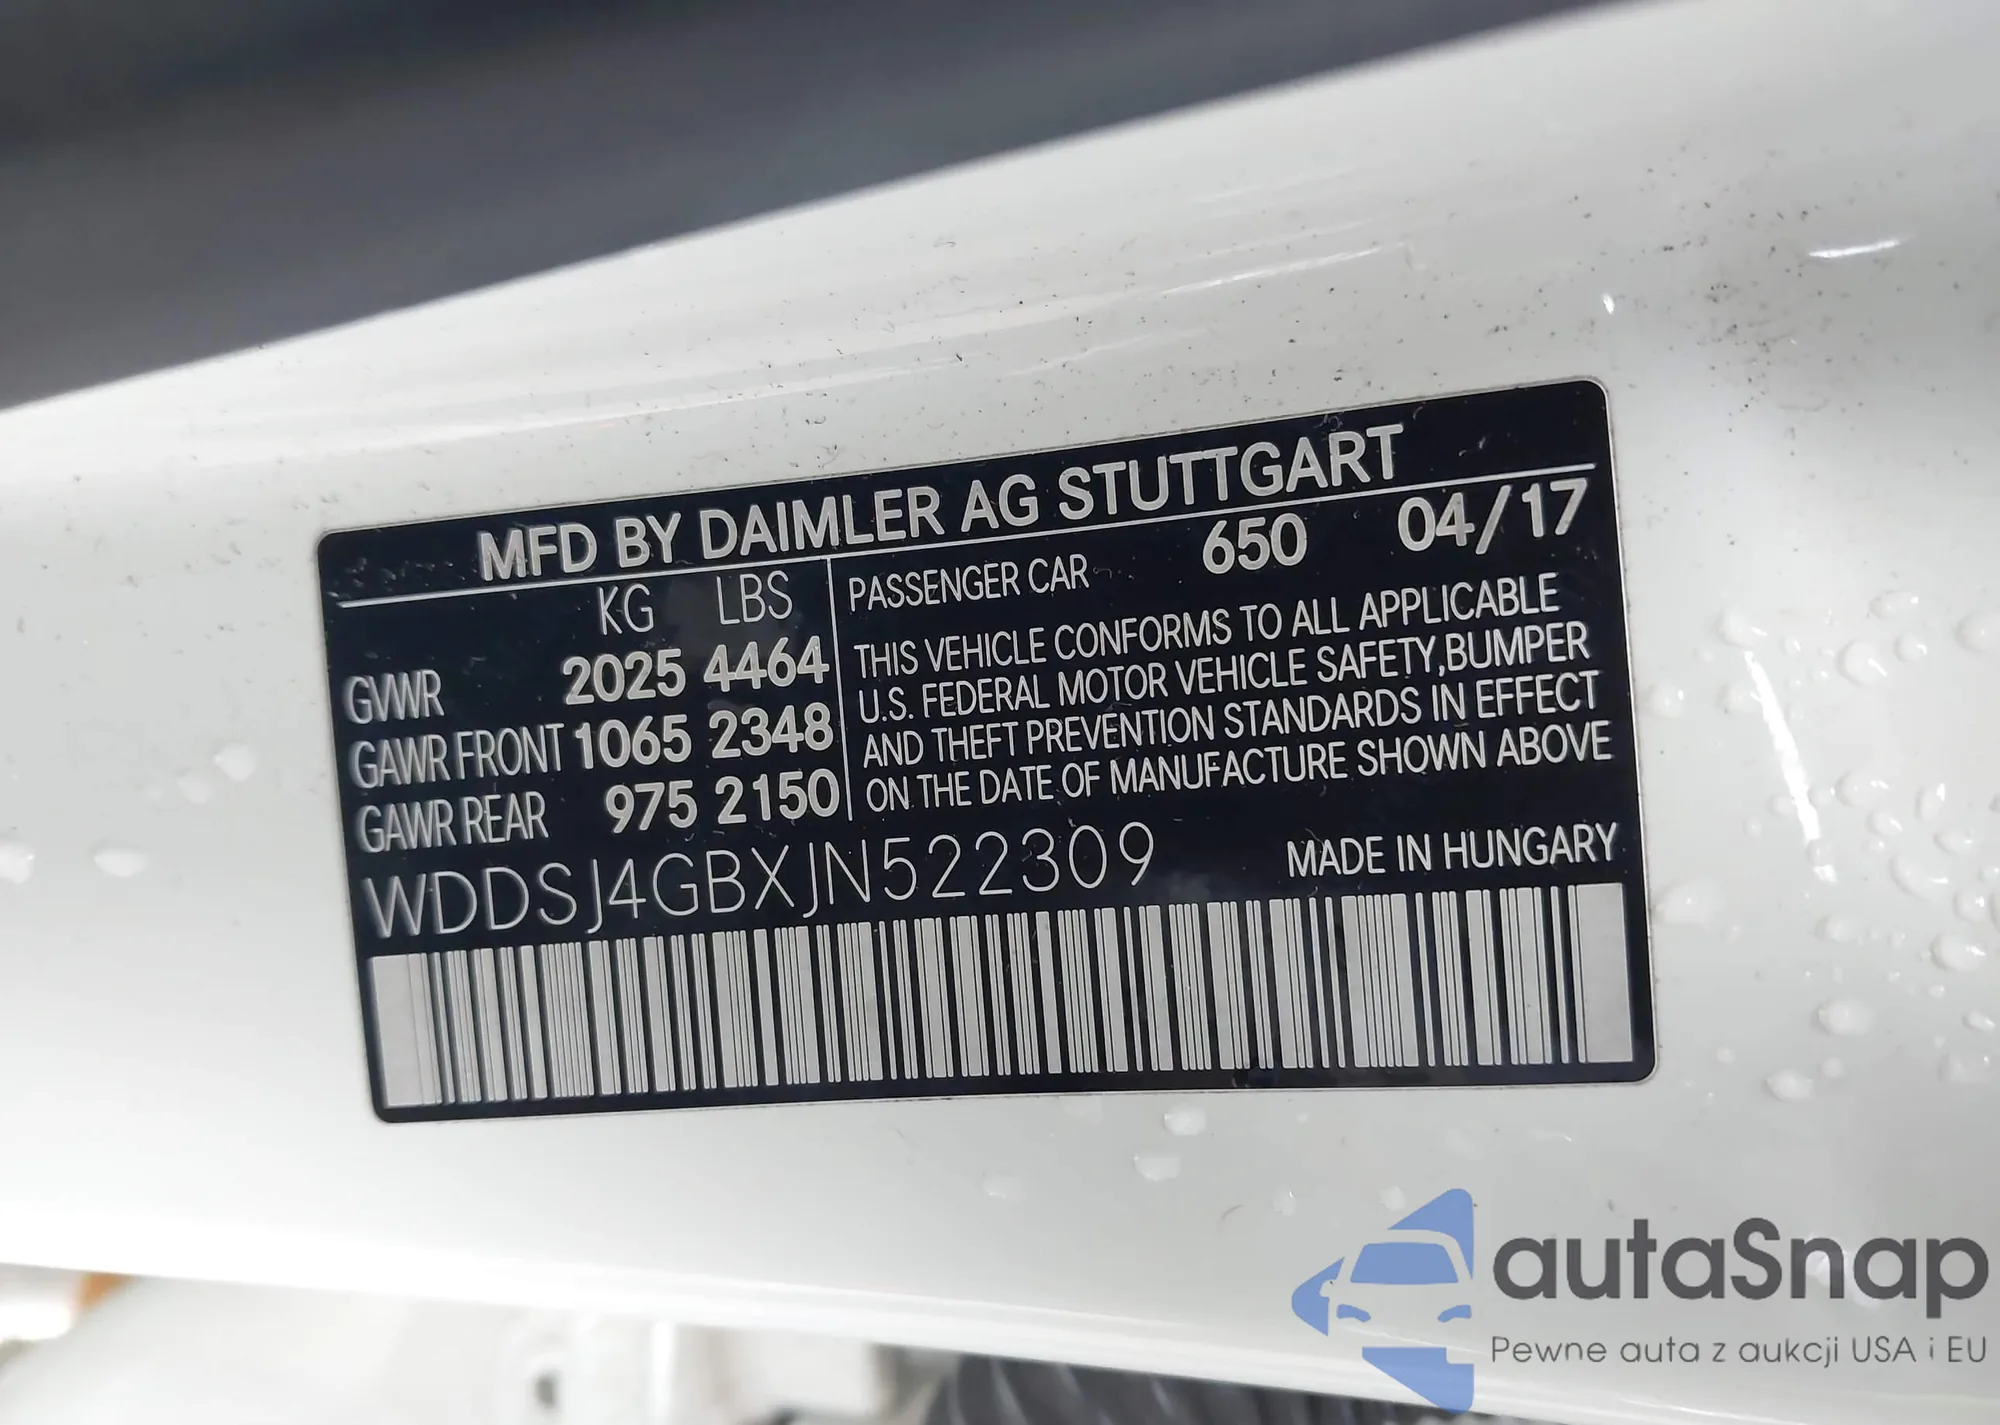 MFD BY DAIMLER AG STUTTGART
KG LBS
GVWR 2025 4464
GAWR FRONT 1065 2348
GAWR REAR 975 2150
PASSENGER CAR 650 04/17
THIS VEHICLE CONFORMS TO ALL APPLICABLE
U.S. FEDERAL MOTOR VEHICLE SAFETY,BUMPER
AND THEFT PREVENTION STANDARDS IN EFFECT
ON THE DATE OF MANUFACTURE SHOWN ABOVE
WDDSJ4GBXJN522309 MADE IN HUNGARY
autaSnap
Pewne auta z aukcji USA i EU